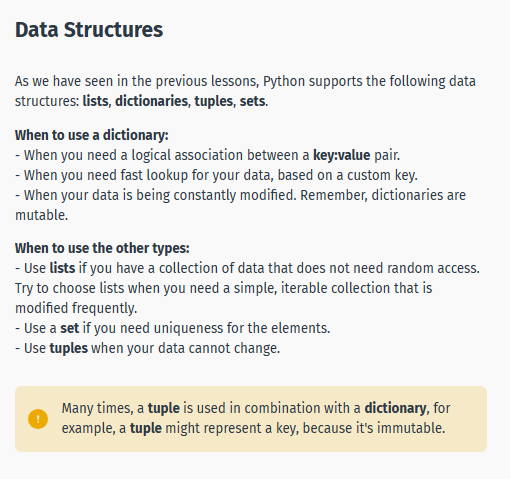 Data Structures
As we have seen in the previous lessons, Python supports the following data
structures: lists, dictionaries, tuples, sets.
When to use a dictionary:
- When you need a logical association between a key:value pair.
- When you need fast lookup for your data, based on a custom key.
- When your data is being constantly modified. Remember, dictionaries are
mutable.
When to use the other types:
- Use lists if you have a collection of data that does not need random access.
Try to choose lists when you need a simple, iterable collection that is
modified frequently.
- Use a set if you need uniqueness for the elements.
- Use tuples when your data cannot change.
!
Many times, a tuple is used in combination with a dictionary, for
example, a tuple might represent a key, because it's immutable.